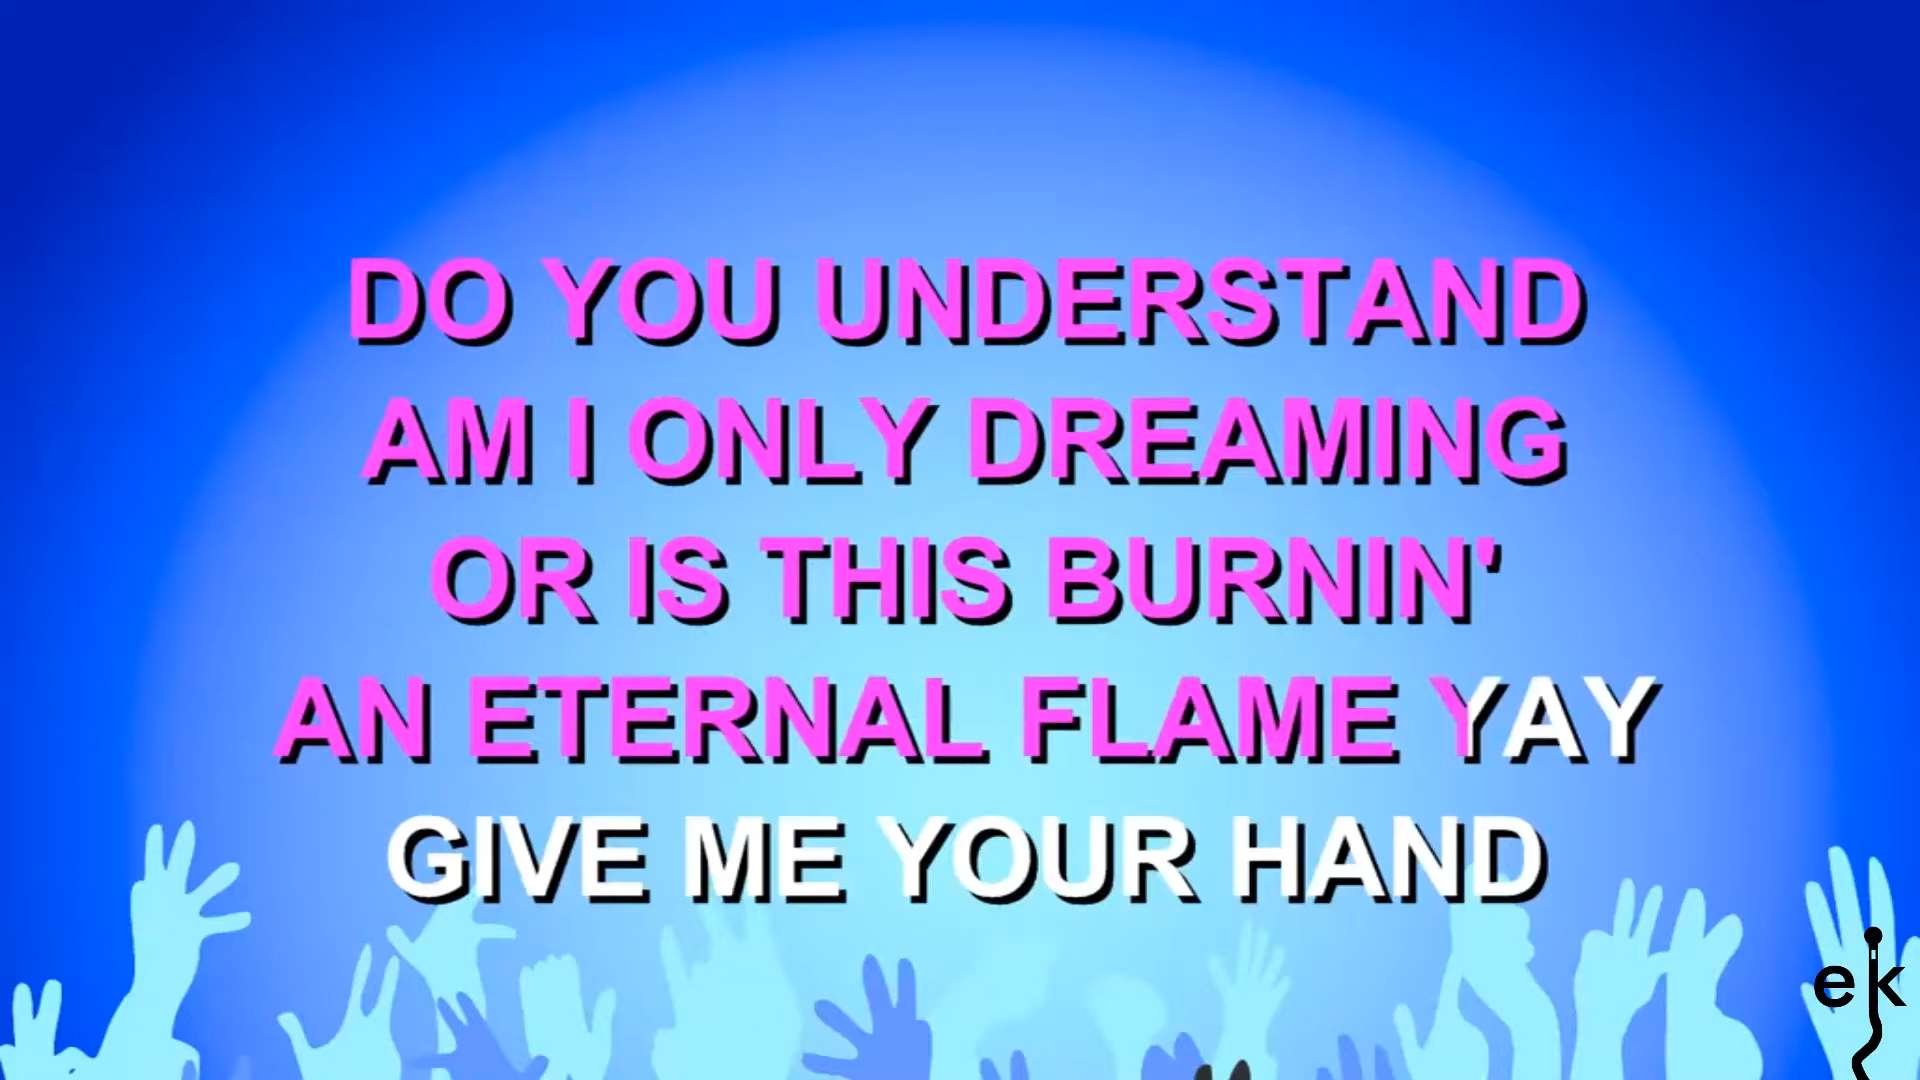 DO YOU UNDERSTAND
AM I ONLY DREAMING
OR IS THIS BURNIN'
AN ETERNAL FLAME YAY
GIVE ME YOUR HAND
ek